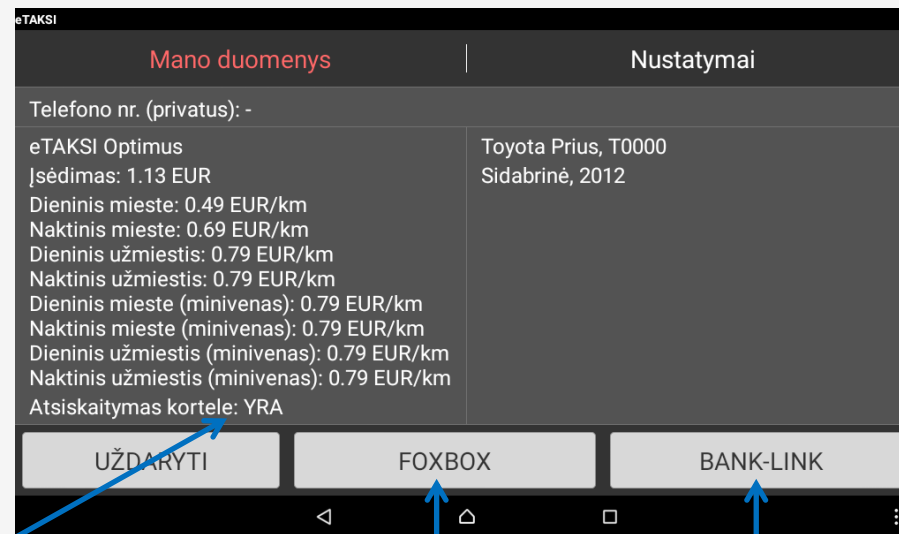 eTAKSI
Mano duomenys
Nustatymai
Telefono nr. (privatus): -
eTAKSI Optimus
Įsėdimas: 1.13 EUR
Dieninis mieste: 0.49 EUR/km
Naktinis mieste: 0.69 EUR/km
Dieninis užmiestis: 0.79 EUR/km
Naktinis užmiestis: 0.79 EUR/km
Dieninis mieste (minivenas): 0.79 EUR/km
Naktinis mieste (minivenas): 0.79 EUR/km
Dieninis užmiestis (minivenas): 0.79 EUR/km
Naktinis užmiestis (minivenas): 0.79 EUR/km
Atsiskaitymas kortele: YRA
Toyota Prius, T0000
Sidabrinė, 2012
UŽDARYTI
FOXBOX
BANK-LINK